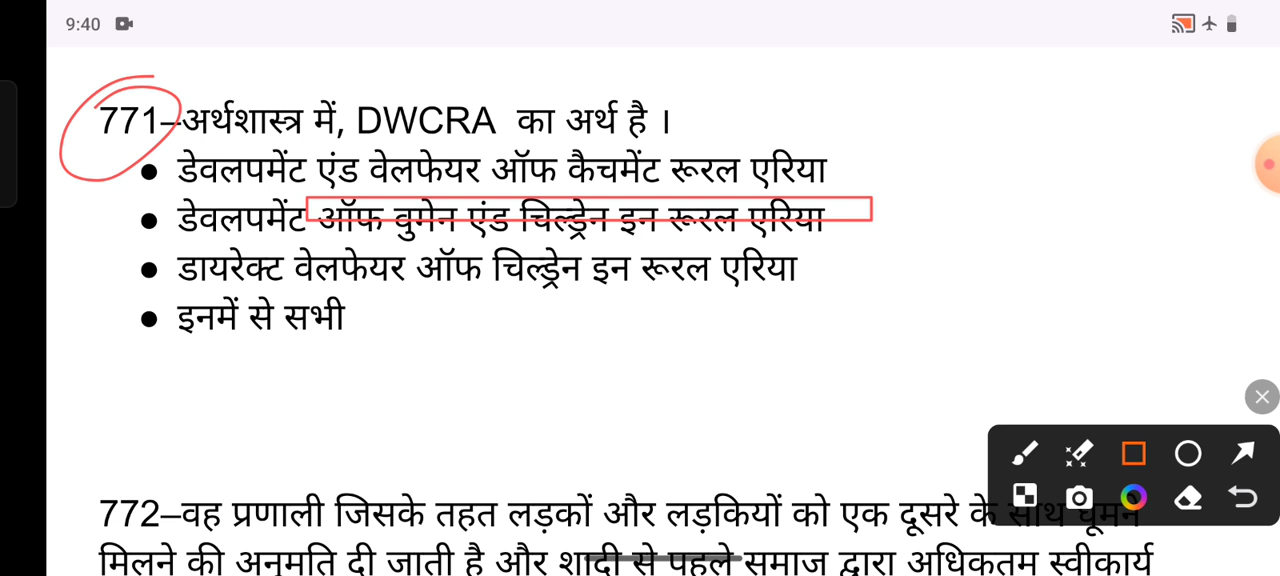 9:40
771–अर्थशास्त्र में, DWCRA का अर्थ है ।
● डेवलपमेंट एंड वेलफेयर ऑफ कैचमेंट रूरल एरिया
● डेवलपमेंट ऑफ वुमेन एंड चिल्ड्रेन इन रूरल एरिया
● डायरेक्ट वेलफेयर ऑफ चिल्ड्रेन इन रूरल एरिया
● इनमें से सभी
772–वह प्रणाली जिसके तहत लड़कों और लड़कियों को एक दूसरे के साथ घूमने
मिलने की अनुमति दी जाती है और शादी से पहले समाज द्वारा अधिकतम स्वीकार्य